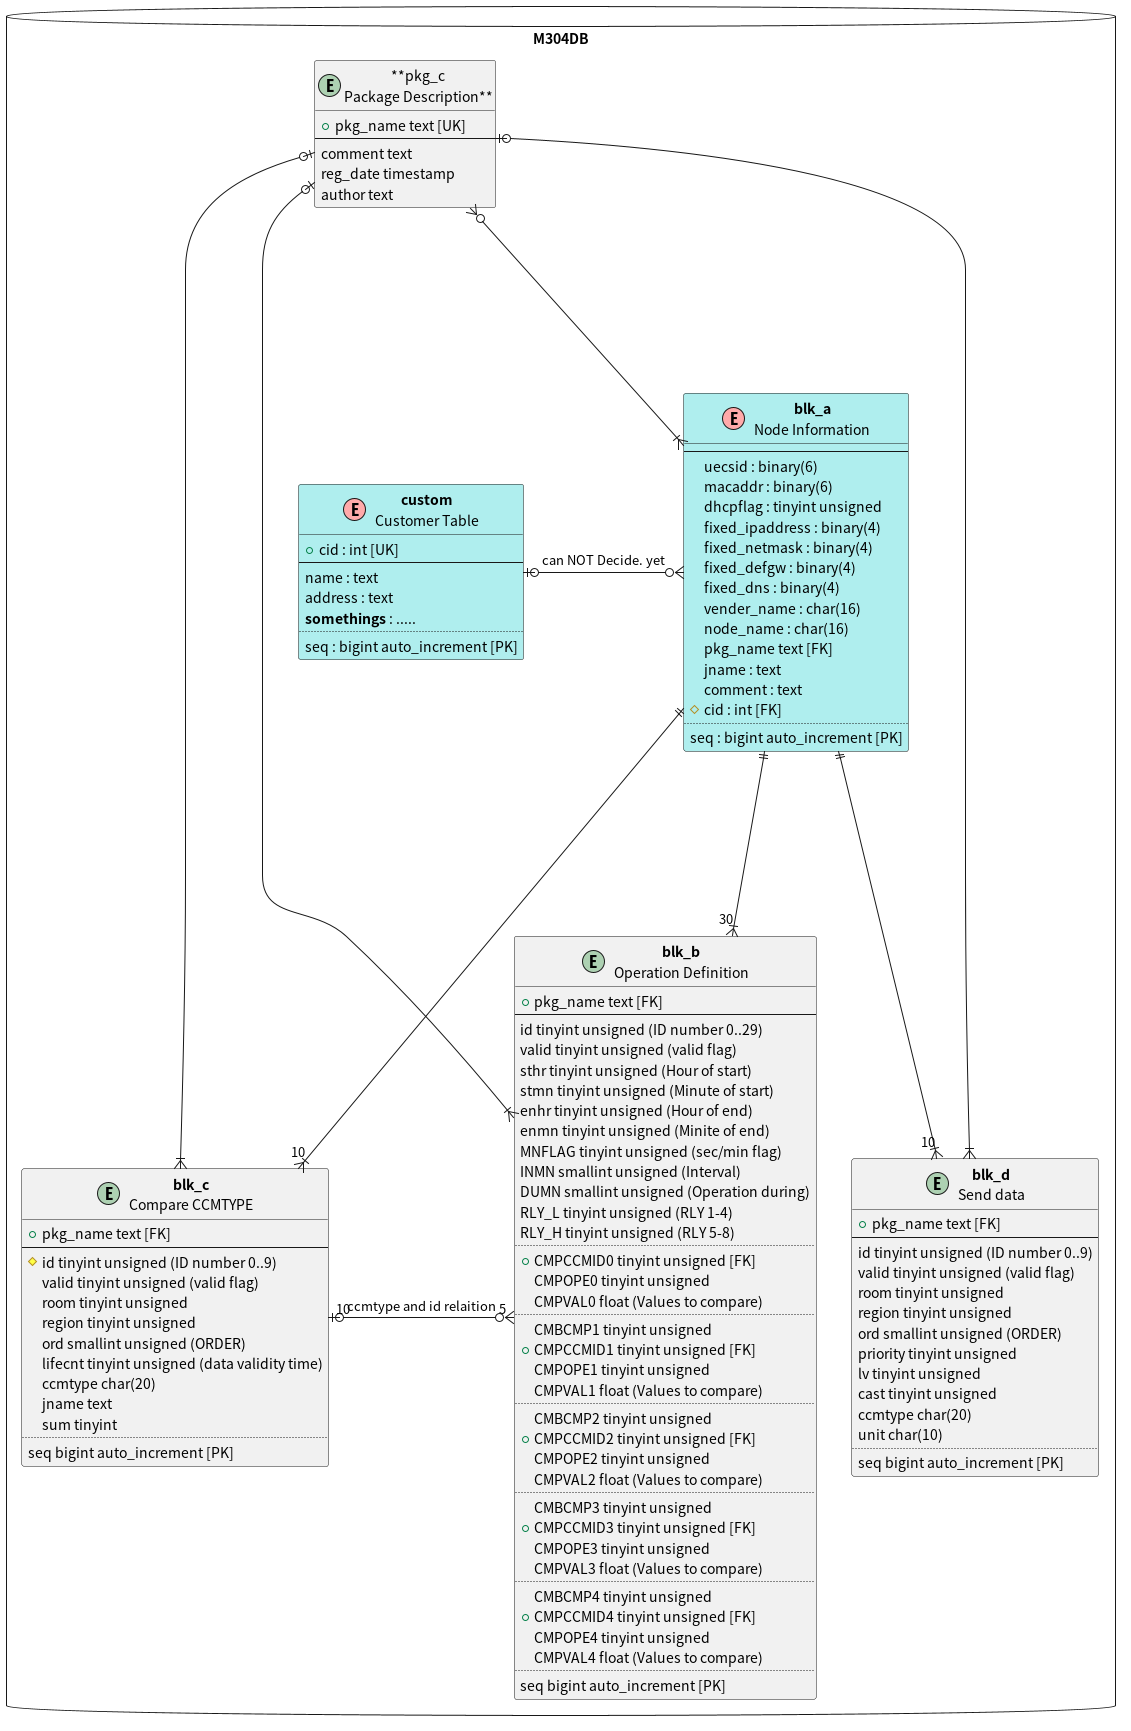 M304DB
E
**pkg_c
Package Description**
pkg_name text [UK]
comment text
reg_date timestamp
author text
E
blk_a
Node Information
uecsid : binary(6)
macaddr : binary(6)
dhcpflag : tinyint unsigned
fixed_ipaddress : binary(4)
fixed_netmask : binary(4)
fixed_defgw : binary(4)
fixed_dns : binary(4)
vender_name : char(16)
node_name : char(16)
pkg_name text [FK]
jname : text
comment : text
cid : int [FK]
seq : bigint auto_increment [PK]
E
custom
Customer Table
cid : int [UK]
name : text
address : text
somethings : .....
seq : bigint auto_increment [PK]
can NOT Decide. yet
30
10
10
E
blk_b
Operation Definition
pkg_name text [FK]
id tinyint unsigned (ID number 0..29)
valid tinyint unsigned (valid flag)
sthr tinyint unsigned (Hour of start)
stmn tinyint unsigned (Minute of start)
enhr tinyint unsigned (Hour of end)
enmn tinyint unsigned (Minite of end)
MNFLAG tinyint unsigned (sec/min flag)
INMN smallint unsigned (Interval)
DUMN smallint unsigned (Operation during)
RLY_L tinyint unsigned (RLY 1-4)
RLY_H tinyint unsigned (RLY 5-8)
CMPCCMID0 tinyint unsigned [FK]
CMPOPE0 tinyint unsigned
CMPVAL0 float (Values to compare)
CMBCMP1 tinyint unsigned
CMPCCMID1 tinyint unsigned [FK]
CMPOPE1 tinyint unsigned
CMPVAL1 float (Values to compare)
CMBCMP2 tinyint unsigned
CMPCCMID2 tinyint unsigned [FK]
CMPOPE2 tinyint unsigned
CMPVAL2 float (Values to compare)
CMBCMP3 tinyint unsigned
CMPCCMID3 tinyint unsigned [FK]
CMPOPE3 tinyint unsigned
CMPVAL3 float (Values to compare)
CMBCMP4 tinyint unsigned
CMPCCMID4 tinyint unsigned [FK]
CMPOPE4 tinyint unsigned
CMPVAL4 float (Values to compare)
seq bigint auto_increment [PK]
E
blk_c
Compare CCMTYPE
pkg_name text [FK]
id tinyint unsigned (ID number 0..9)
valid tinyint unsigned (valid flag)
room tinyint unsigned
region tinyint unsigned
ord smallint unsigned (ORDER)
lifecnt tinyint unsigned (data validity time)
ccmtype char(20)
jname text
sum tinyint
seq bigint auto_increment [PK]
10
ccmtype and id relaition
5
E
blk_d
Send data
pkg_name text [FK]
id tinyint unsigned (ID number 0..9)
valid tinyint unsigned (valid flag)
room tinyint unsigned
region tinyint unsigned
ord smallint unsigned (ORDER)
priority tinyint unsigned
lv tinyint unsigned
cast tinyint unsigned
ccmtype char(20)
unit char(10)
seq bigint auto_increment [PK]